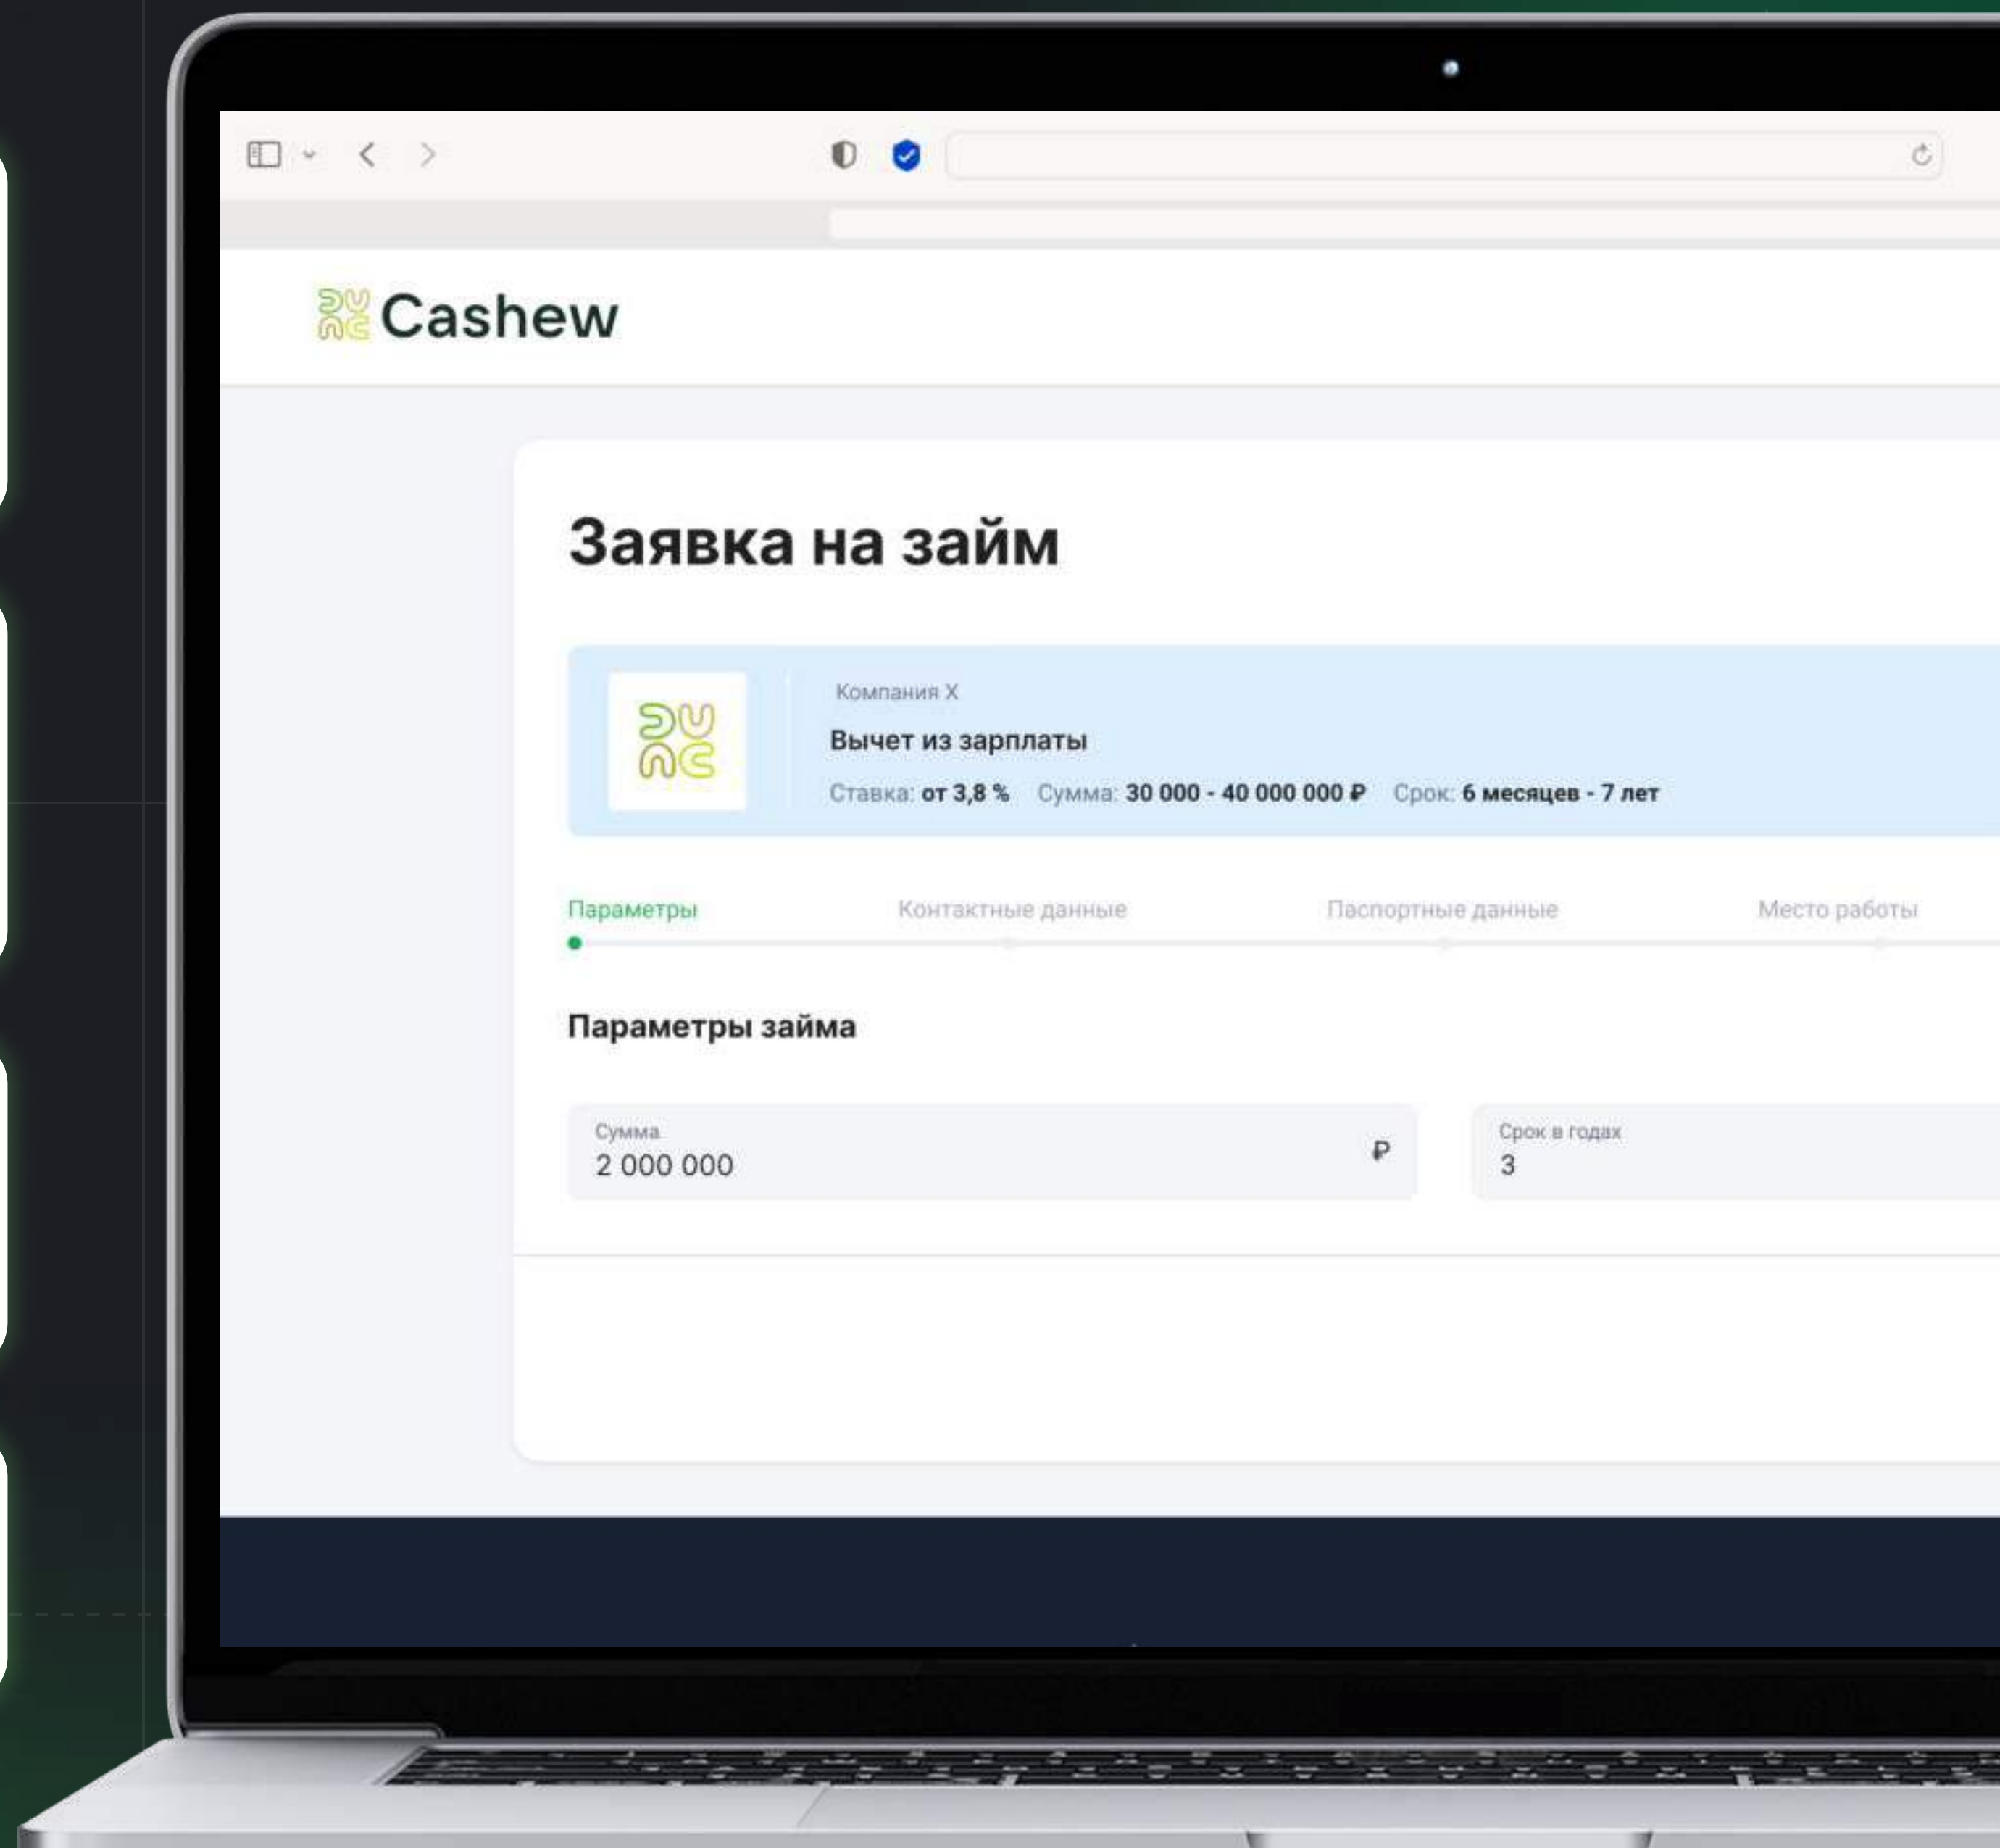 Cashew
Заявка на займ
Компания X
Вычет из зарплаты
Ставка: от 3,8 % Сумма: 30 000 - 40 000 000 ₽ Срок: 6 месяцев - 7 лет
Параметры Контактные данные Паспортные данные Место работы
Параметры займа
Сумма Срок в годах
2 000 000 ₽ 3